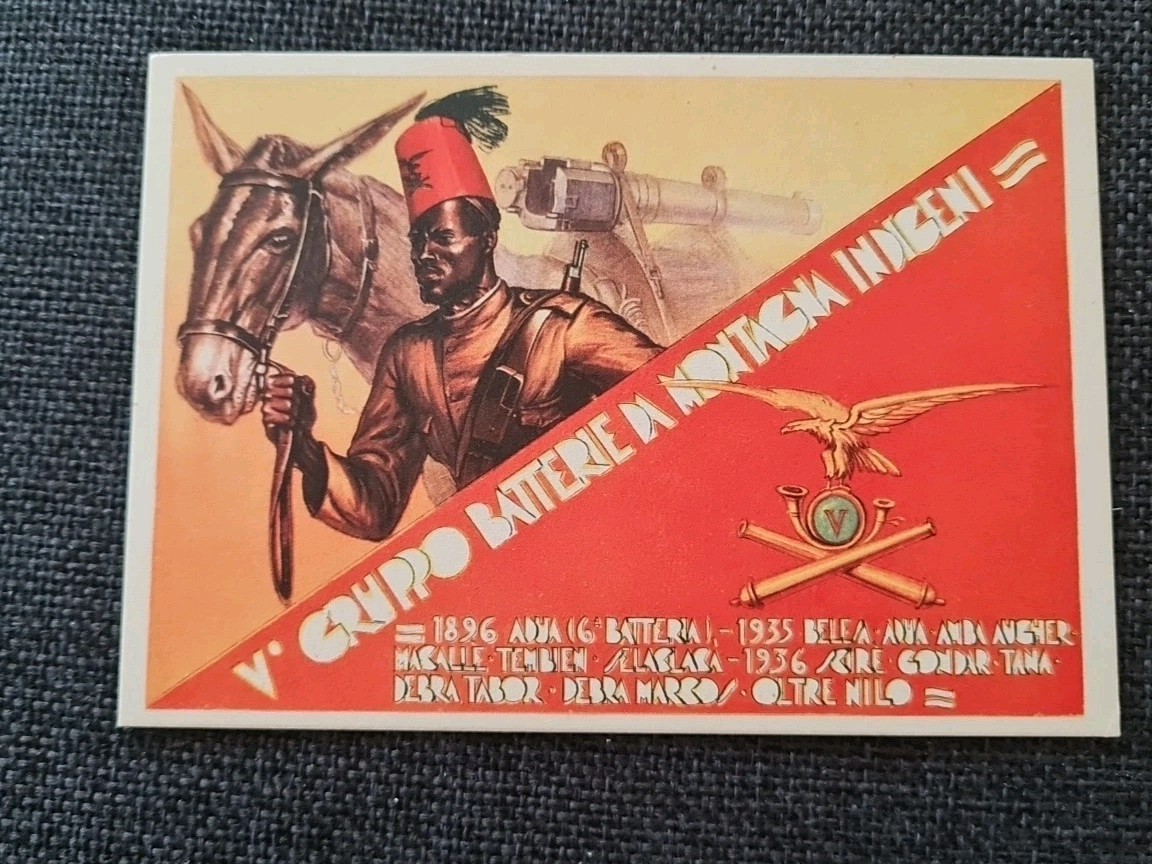 V° GRUPPO BATTERIE DA MONTAGNA INDIGENI =
V
= 1896 ADUA (6ª BATTERIA). - 1935 BELESA · ADUA · AMBA AUGHER ·
MACALLE · TEMBIEN · SELACLACA - 1936 SCIRE · GONDAR · TANA ·
DEBRA TABOR · DEBRA MARCOS · OLTRE NILO =